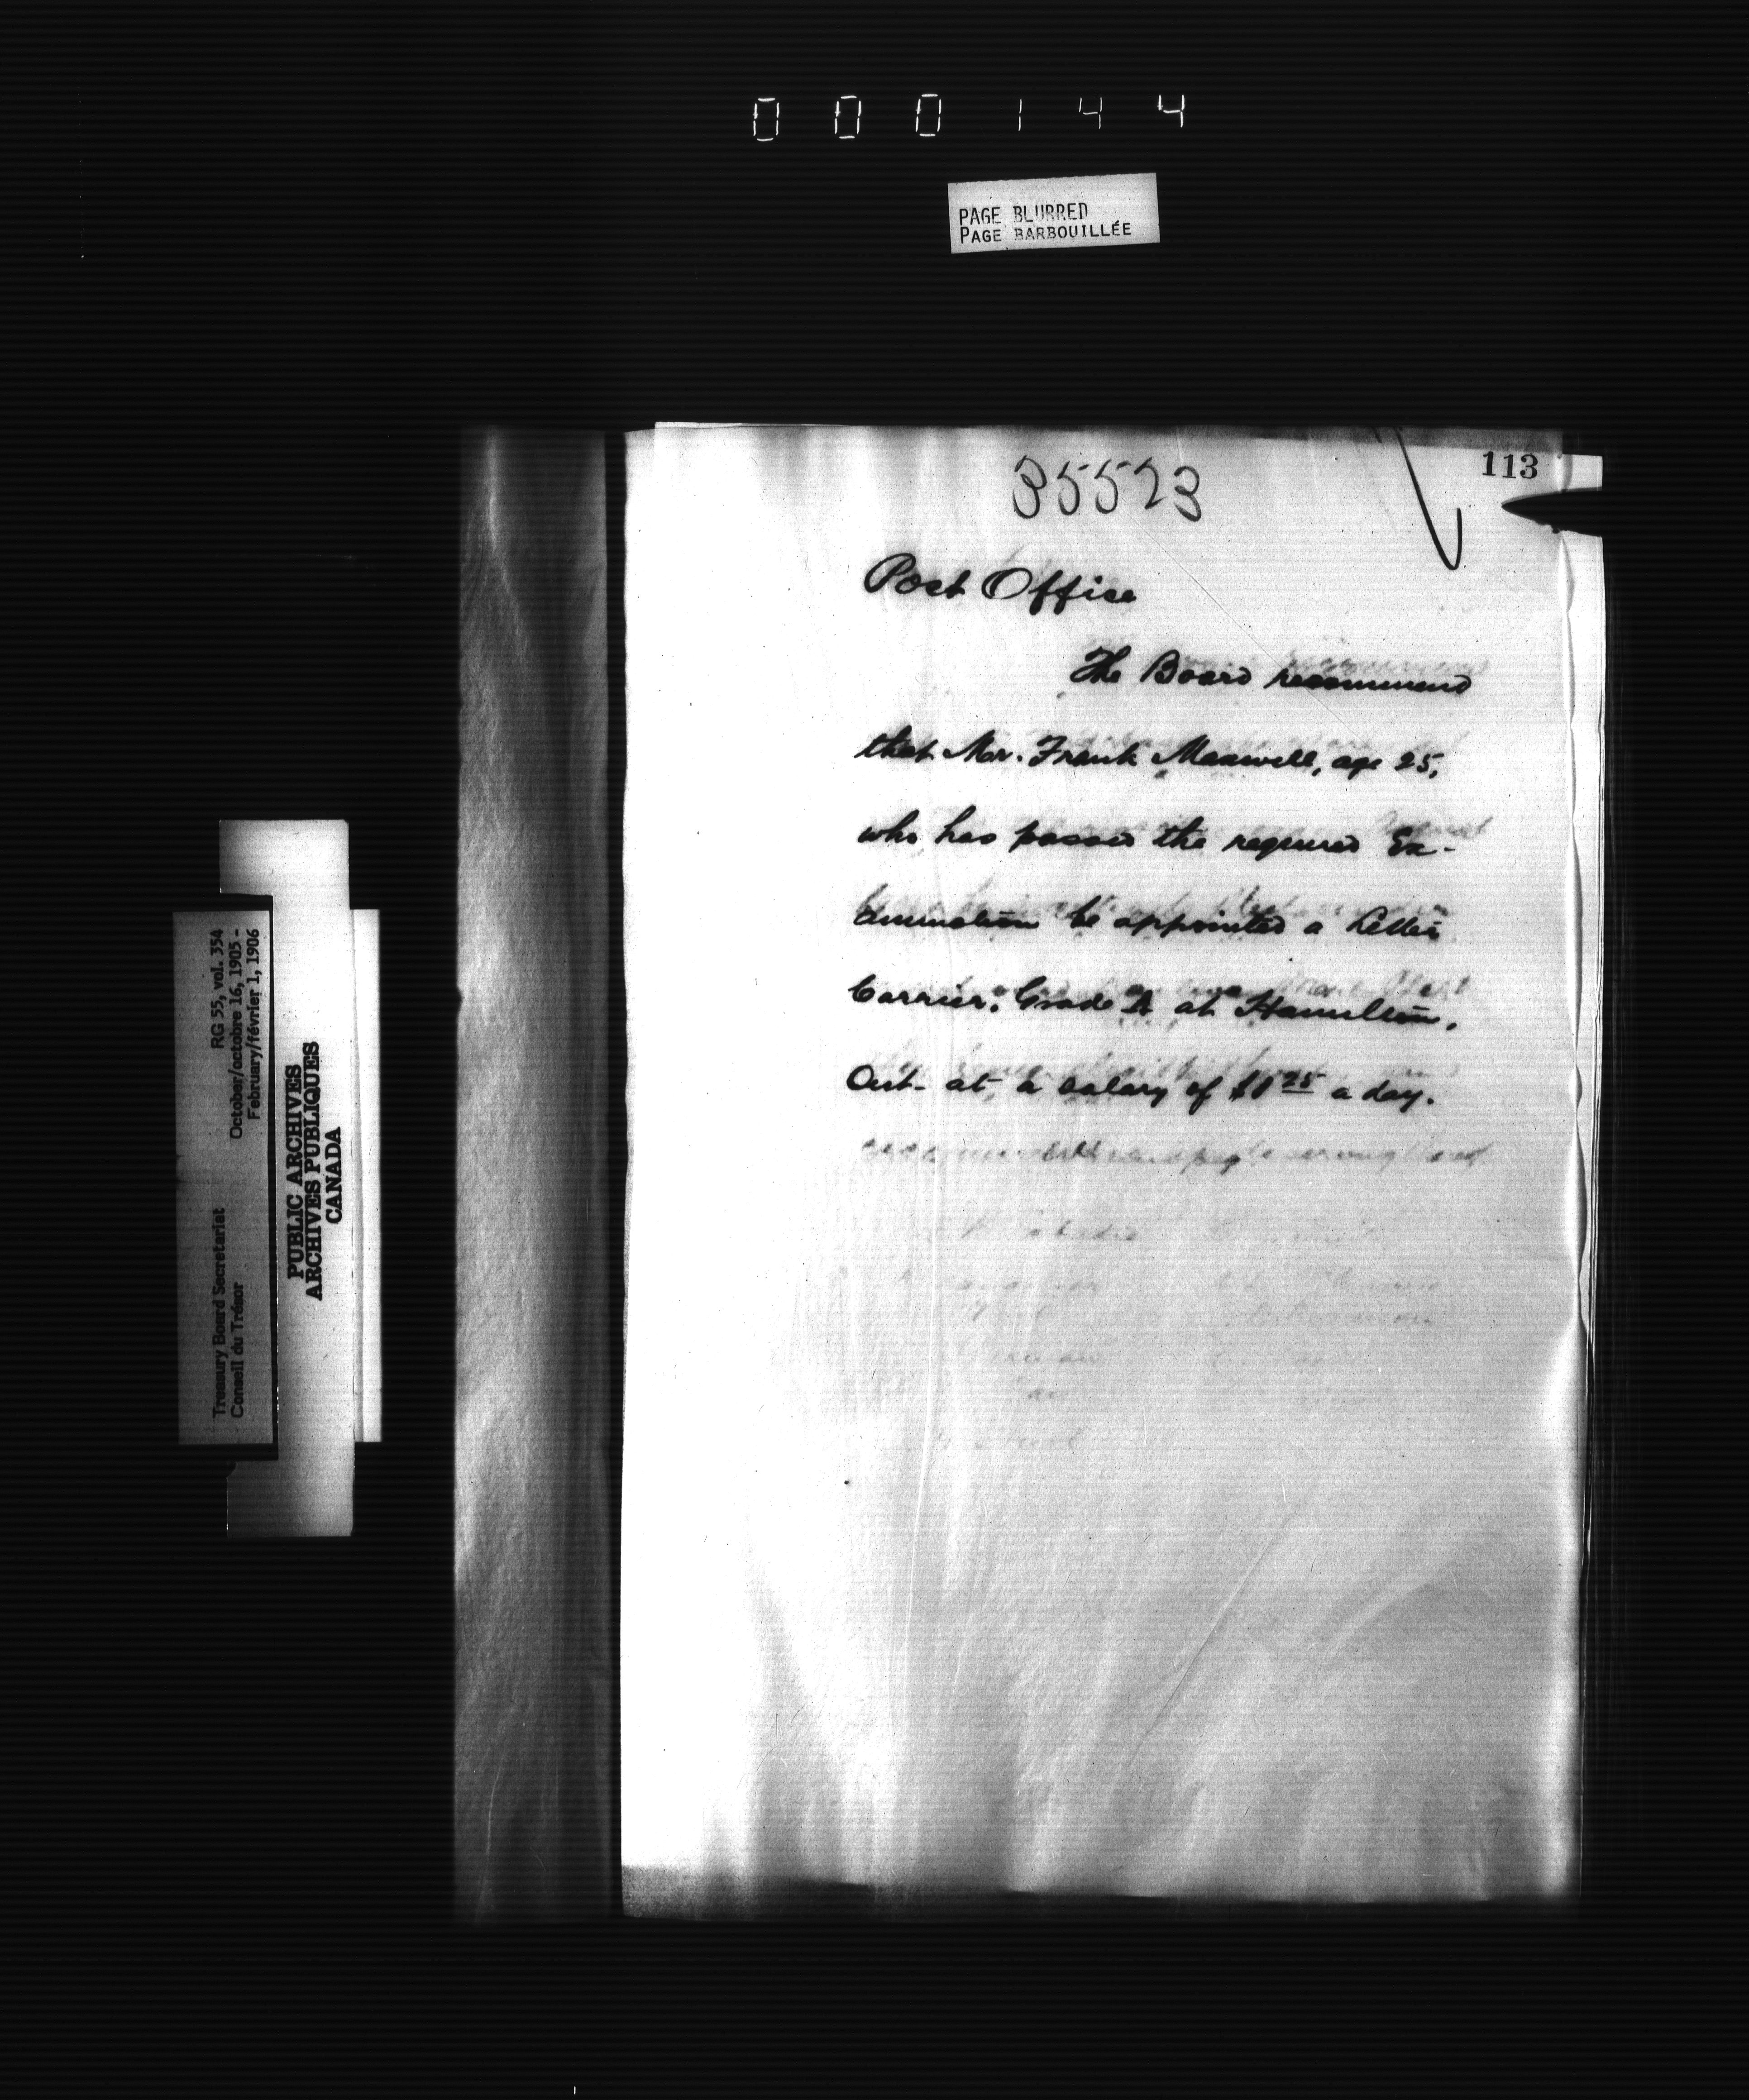 000144
PAGE BLURRED
PAGE BARBOUILLÉE
113
35523
Post Office
The Board recommend
that Mr. Frank Maxwell, age 25,
who has passed the required Ex-
amination be appointed a Letter
Carrier, Grade A at Hamilton,
Ont. at a salary of $1 25 a day.
Treasury Board Secretariat RG 55, vol. 354
Conseil du Trésor October/octobre 16, 1905 -
February/février 1, 1906
PUBLIC ARCHIVES
ARCHIVES PUBLIQUES
CANADA